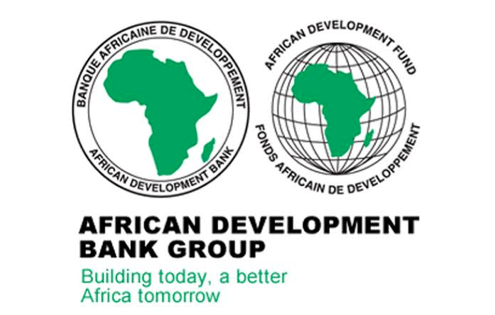 BANQUE AFRICAINE DE DEVELOPPEMENT
AFRICAN DEVELOPMENT BANK
AFRICAN DEVELOPMENT FUND
FONDS AFRICAIN DE DEVELOPPEMENT
AFRICAN DEVELOPMENT
BANK GROUP
Building today, a better
Africa tomorrow